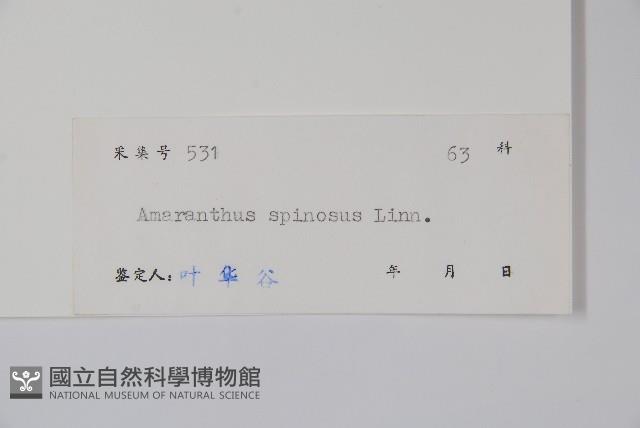 采集号 531 63 科
Amaranthus spinosus Linn.
鉴定人: 叶华谷 年 月 日
國立自然科學博物館
NATIONAL MUSEUM OF NATURAL SCIENCE